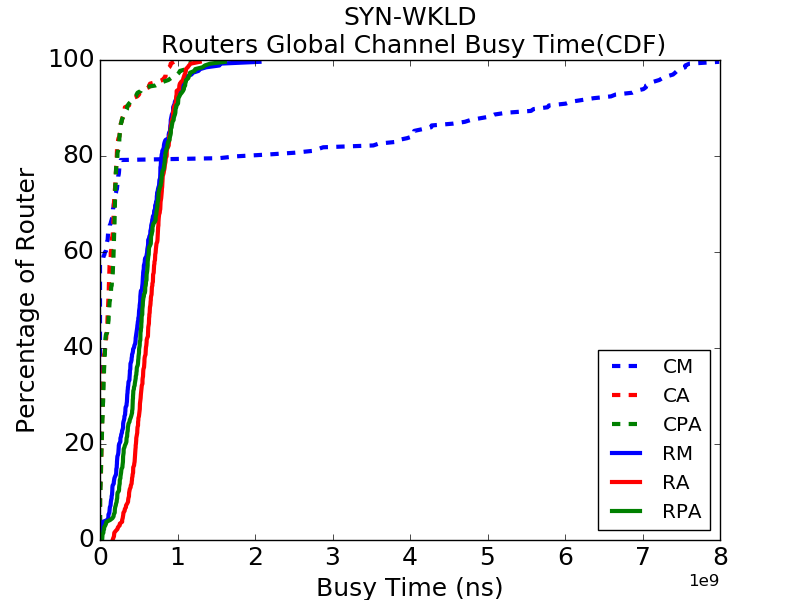 SYN-WKLD
Routers Global Channel Busy Time(CDF)
100
80
60
40
20
0
Percentage of Router
CM
CA
CPA
RM
RA
RPA
0 1 2 3 4 5 6 7 8
Busy Time (ns)
1e9